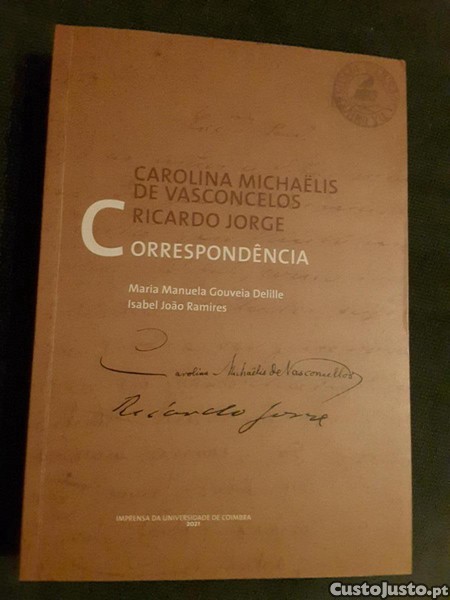 CAROLINA MICHAËLIS
DE VASCONCELOS
RICARDO JORGE
CORRESPONDÊNCIA
Maria Manuela Gouveia Delille
Isabel João Ramires
Carolina Michaëlis de Vasconcellos
Ricardo Jorge
IMPRENSA DA UNIVERSIDADE DE COIMBRA
2021
CustoJusto.pt